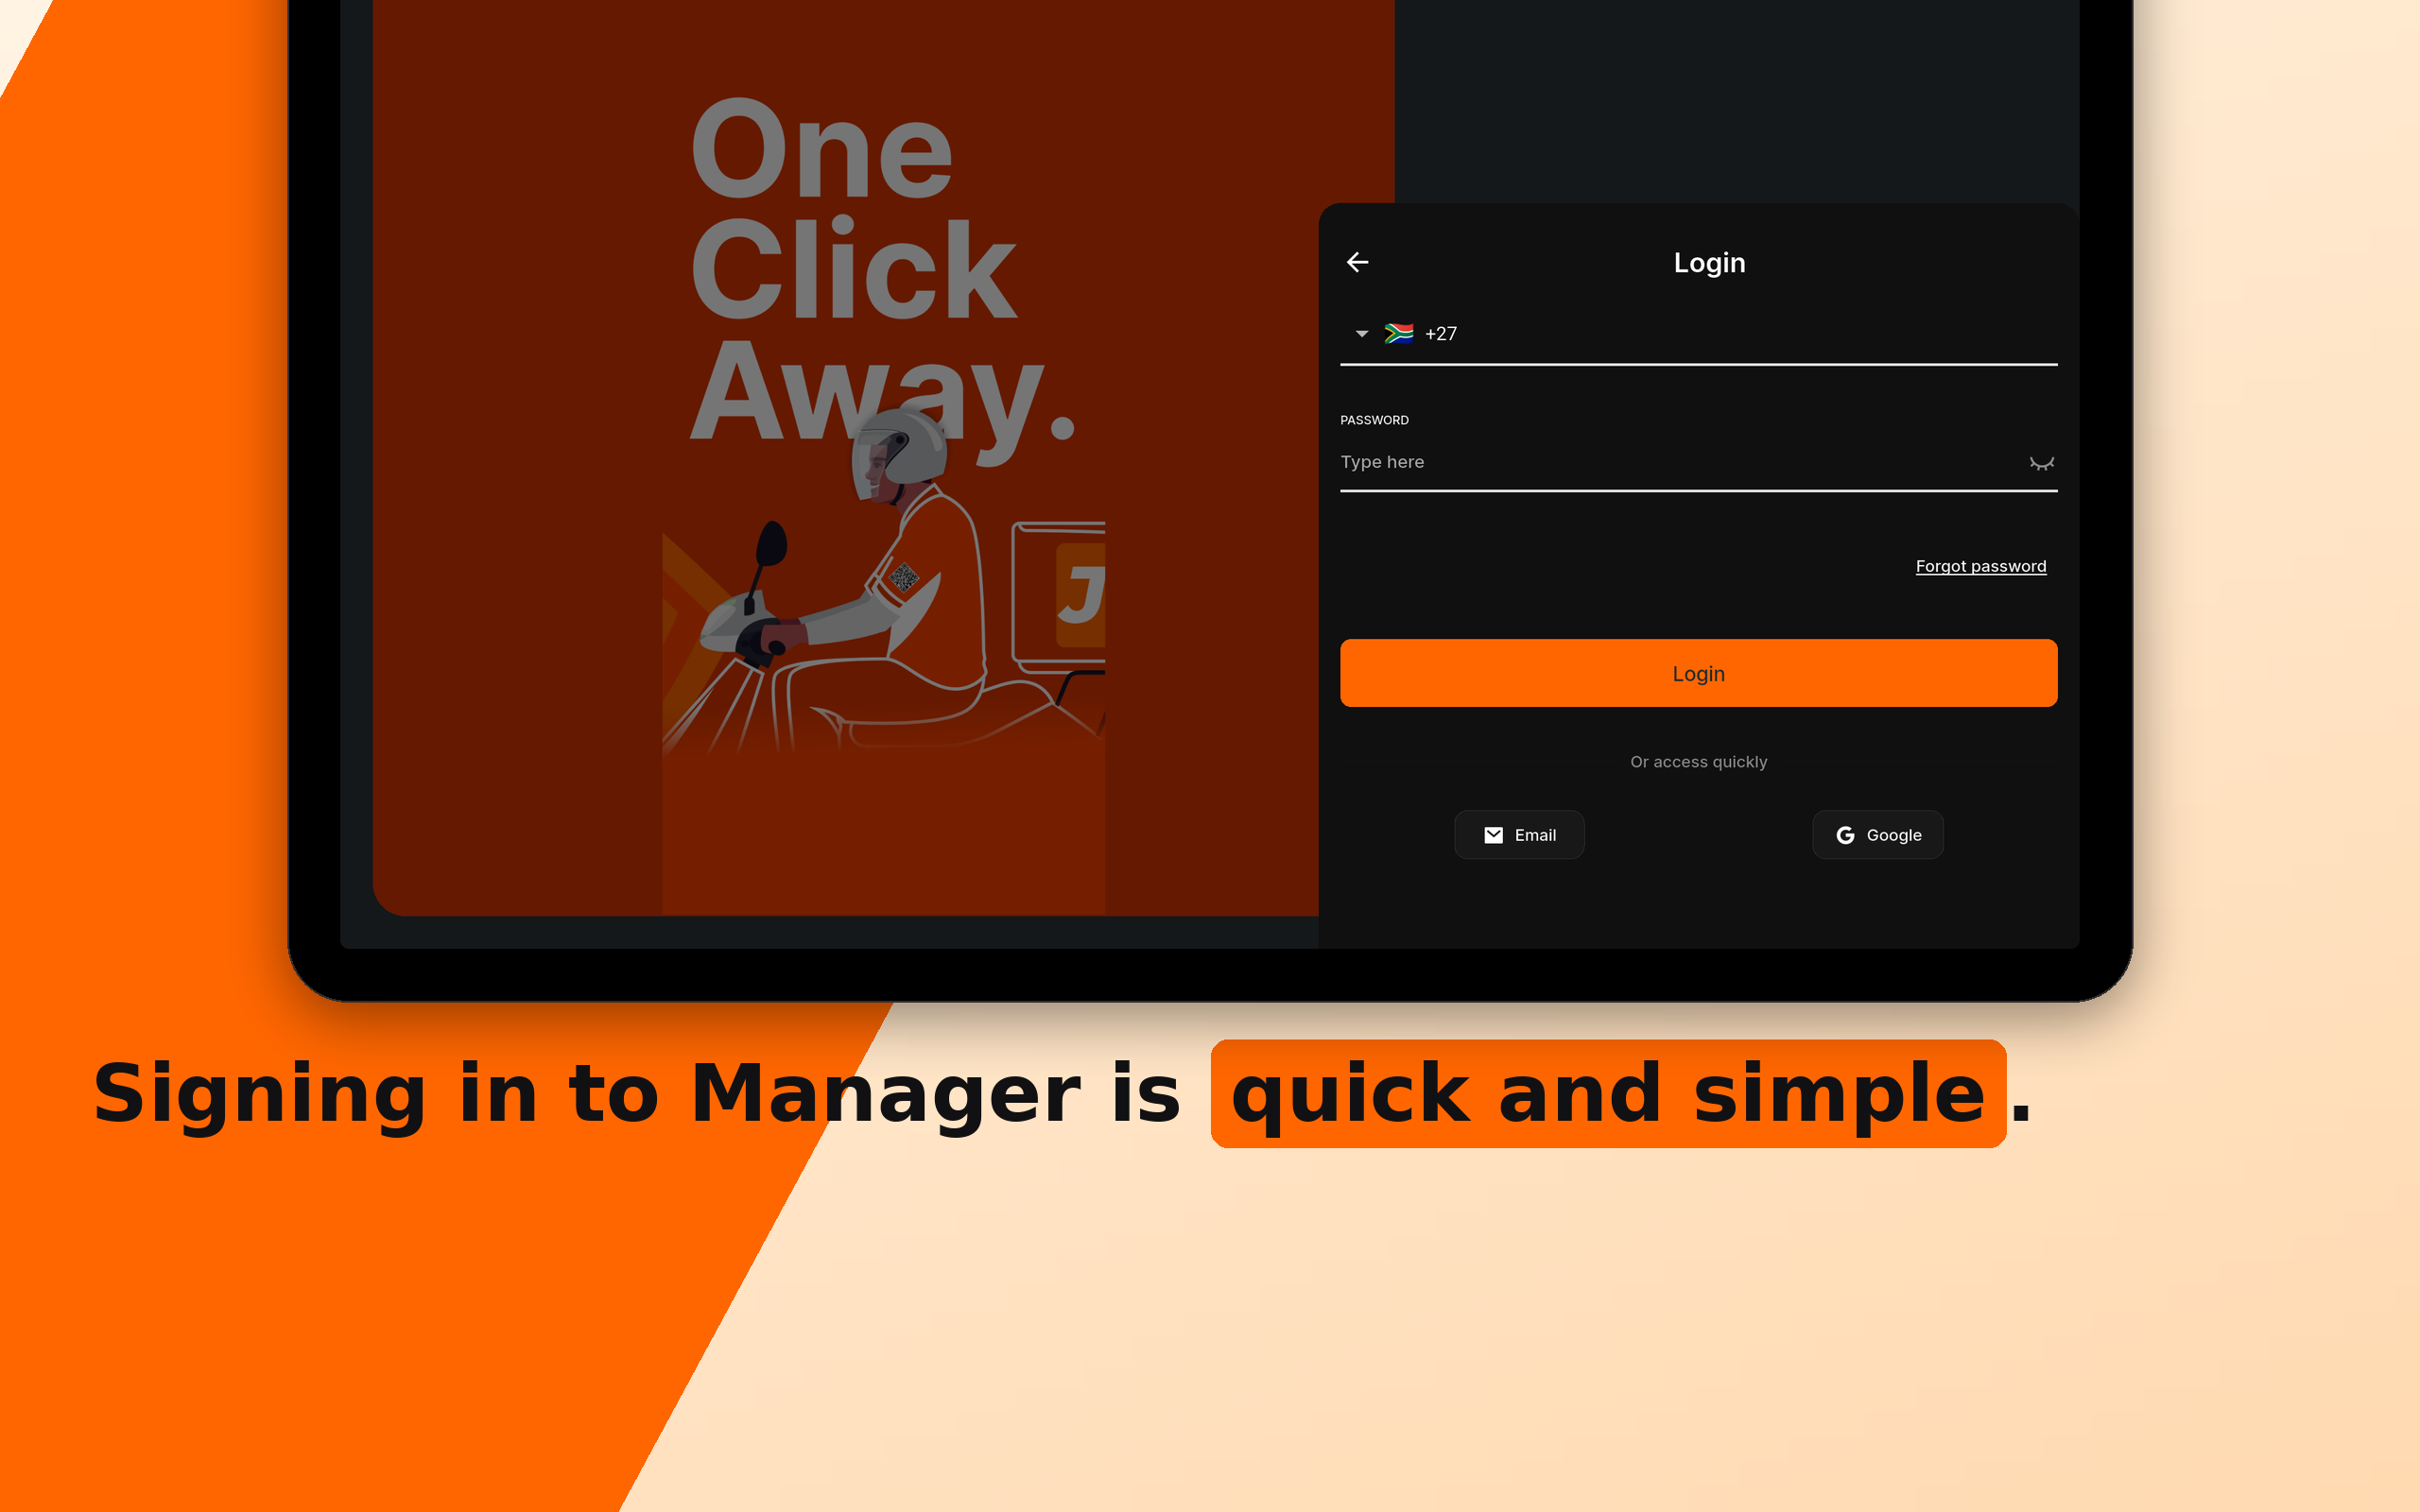 One
Click
Away.
J
Login
+27
PASSWORD
Type here
Forgot password
Login
Or access quickly
Email
Google
Signing in to Manager is quick and simple.